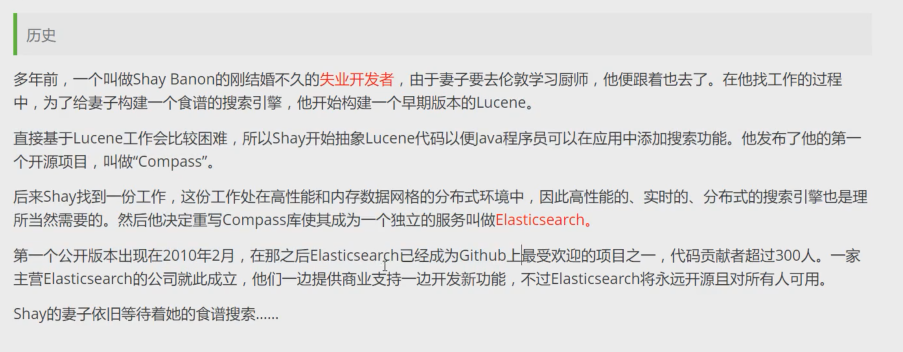 历史
多年前，一个叫做Shay Banon的刚结婚不久的失业开发者，由于妻子要去伦敦学习厨师，他便跟着也去了。在他找工作的过程
中，为了给妻子构建一个食谱的搜索引擎，他开始构建一个早期版本的Lucene。
直接基于Lucene工作会比较困难，所以Shay开始抽象Lucene代码以便Java程序员可以在应用中添加搜索功能。他发布了他的第一
个开源项目，叫做“Compass”。
后来Shay找到一份工作，这份工作处在高性能和内存数据网格的分布式环境中，因此高性能的、实时的、分布式的搜索引擎也是理
所当然需要的。然后他决定重写Compass库使其成为一个独立的服务叫做Elasticsearch。
第一个公开版本出现在2010年2月，在那之后Elasticsearch已经成为Github上最受欢迎的项目之一，代码贡献者超过300人。一家
主营Elasticsearch的公司就此成立，他们一边提供商业支持一边开发新功能，不过Elasticsearch将永远开源且对所有人可用。
Shay的妻子依旧等待着她的食谱搜索……